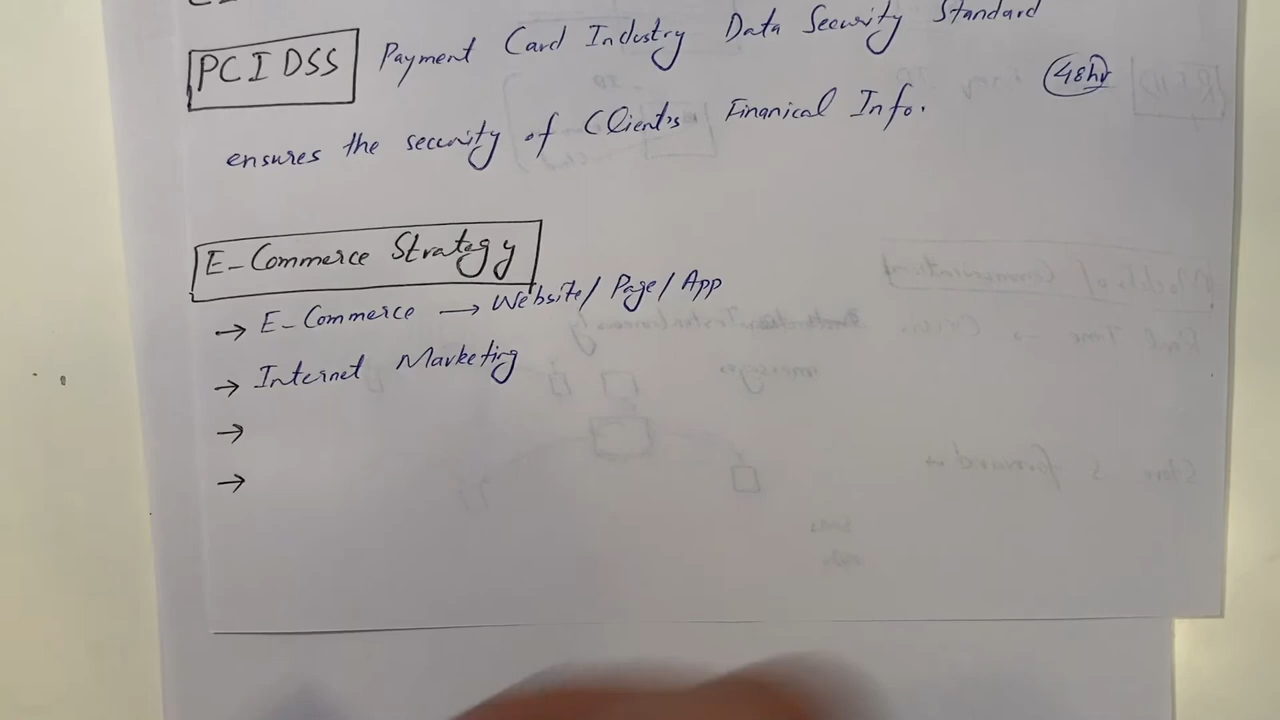 PCI DSS Payment Card Industry Data Security Standard
48hr
ensures the security of Client's Finanical Info.
E-Commerce Strategy
→ E-Commerce → Website/ Page/ App
→ Internet Marketing
→
→